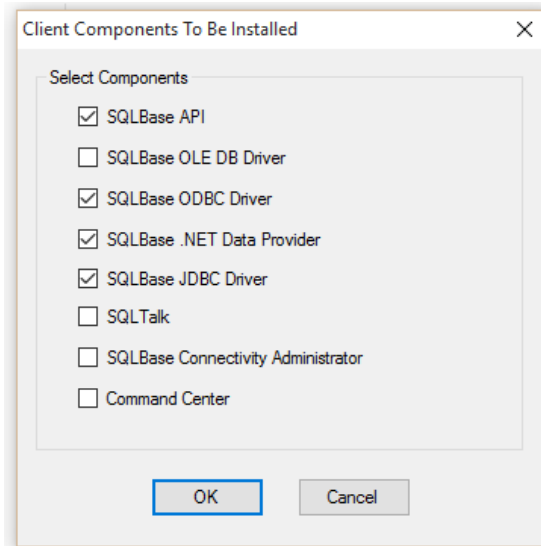 Client Components To Be Installed
Select Components
SQLBase API
SQLBase OLE DB Driver
SQLBase ODBC Driver
SQLBase .NET Data Provider
SQLBase JDBC Driver
SQLTalk
SQLBase Connectivity Administrator
Command Center
OK Cancel